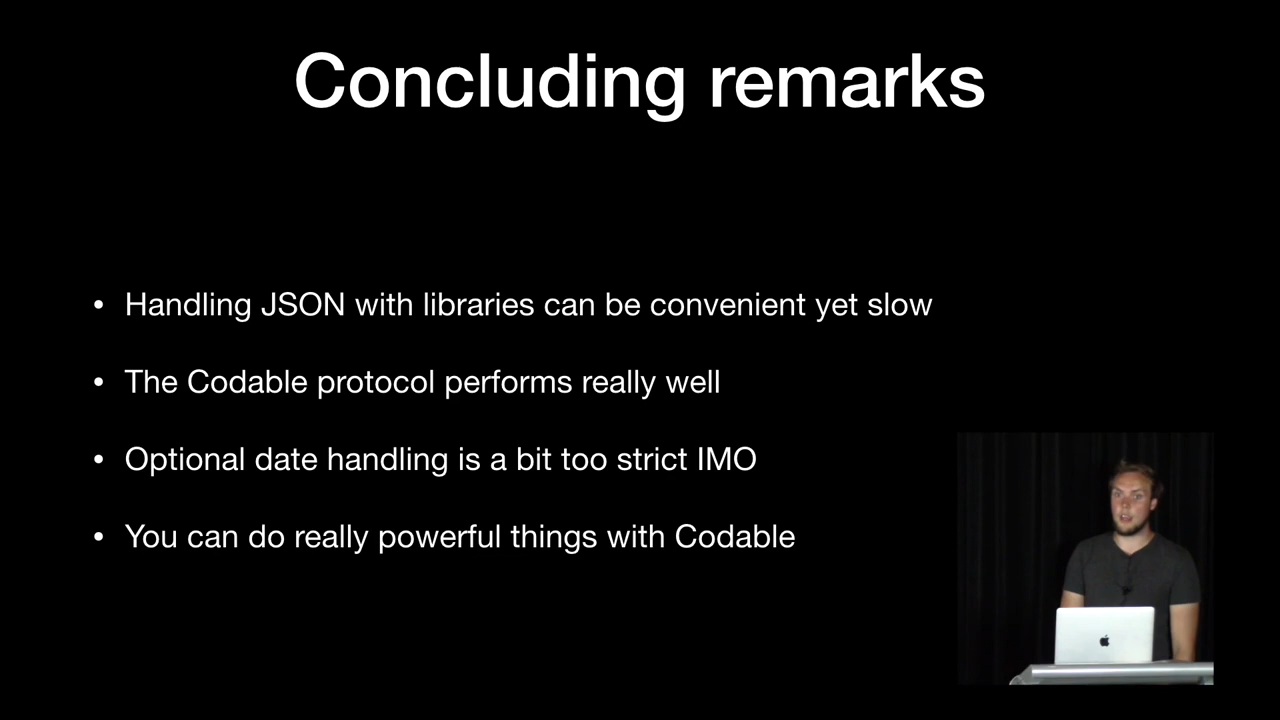 Concluding remarks
• Handling JSON with libraries can be convenient yet slow
• The Codable protocol performs really well
• Optional date handling is a bit too strict IMO
• You can do really powerful things with Codable